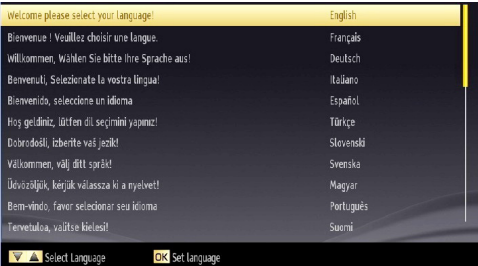 Welcome please select your language! English
Bienvenue ! Veuillez choisir une langue. Français
Willkommen, Wählen Sie bitte Ihre Sprache aus! Deutsch
Benvenuti, Selezionate la vostra lingua! Italiano
Bienvenido, seleccione un idioma Español
Hoş geldiniz, lütfen dil seçimini yapınız! Türkçe
Dobrodošli, izberite vaš jezik! Slovenski
Välkommen, välj ditt språk! Svenska
Üdvözöljük, kérjük válassza ki a nyelvet! Magyar
Bem-vindo, favor selecionar seu idioma Português
Tervetuloa, valitse kielesi! Suomi
Select Language OK Set language